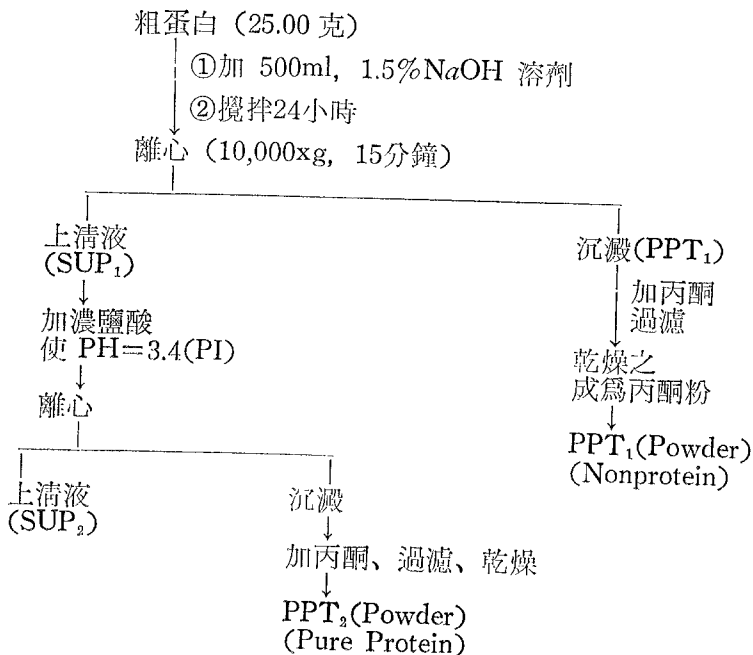 粗蛋白 (25.00 克)
①加 500ml, 1.5%NaOH 溶劑
②攪拌24小時
離心 (10,000xg, 15分鐘)
上清液
(SUP₁)
加濃鹽酸
使 PH=3.4(PI)
離心
上清液
(SUP₂)
沉澱
加丙酮、過濾、乾燥
PPT₂(Powder)
(Pure Protein)
沉澱(PPT₁)
加丙酮
過濾
乾燥之
成爲丙酮粉
PPT₁(Powder)
(Nonprotein)